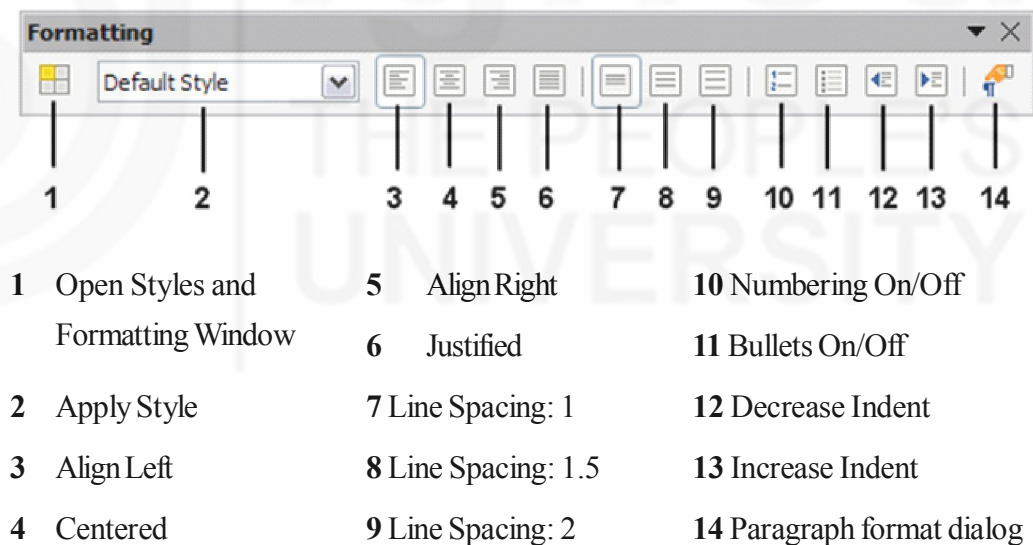 Formatting
Default Style
1 2 3 4 5 6 7 8 9 10 11 12 13 14
THE PEOPLE'S
UNIVERSITY
1 Open Styles and
Formatting Window
2 Apply Style
3 Align Left
4 Centered
5 Align Right
6 Justified
7 Line Spacing: 1
8 Line Spacing: 1.5
9 Line Spacing: 2
10 Numbering On/Off
11 Bullets On/Off
12 Decrease Indent
13 Increase Indent
14 Paragraph format dialog